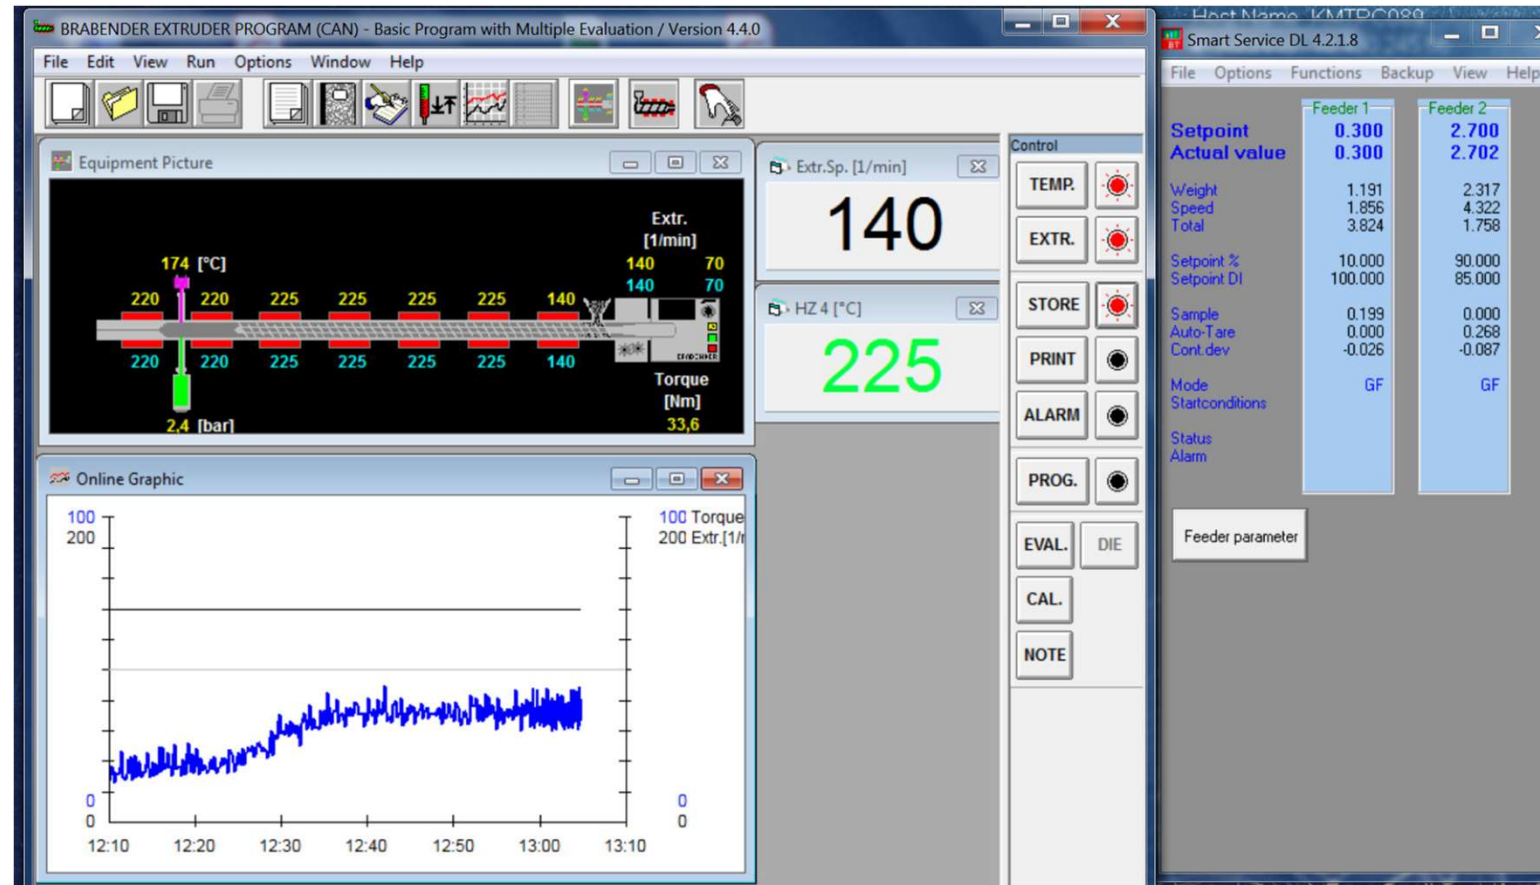 BRABENDER EXTRUDER PROGRAM (CAN) - Basic Program with Multiple Evaluation / Version 4.4.0
File Edit View Run Options Window Help
Equipment Picture
Extr.
[1/min]
174 [°C]
140 70
140 70
220 220 225 225 225 225 140
220 220 225 225 225 225 140
BRABENDER
Torque
[Nm]
2,4 [bar]
33,6
Extr.Sp. [1/min]
140
HZ 4 [°C]
225
Online Graphic
100
200
100 Torque
200 Extr.[1/r
0
0
0
0
12:10 12:20 12:30 12:40 12:50 13:00 13:10
Control
TEMP.
EXTR.
STORE
PRINT
ALARM
PROG.
EVAL. DIE
CAL.
NOTE
Host Name KMTPC089
Smart Service DL 4.2.1.8
File Options Functions Backup View Help
Feeder 1 Feeder 2
Setpoint 0.300 2.700
Actual value 0.300 2.702
Weight 1.191 2.317
Speed 1.856 4.322
Total 3.824 1.758
Setpoint % 10.000 90.000
Setpoint DI 100.000 85.000
Sample 0.199 0.000
Auto-Tare 0.000 0.268
Cont.dev -0.026 -0.087
Mode GF GF
Startconditions
Status
Alarm
Feeder parameter